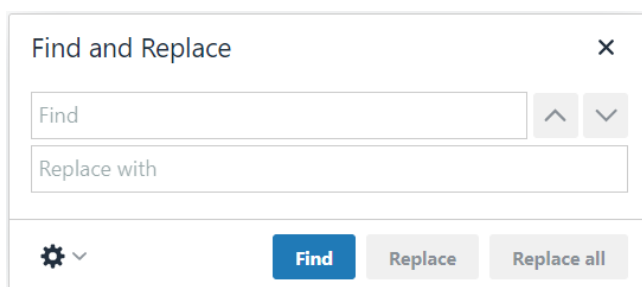 Find and Replace
Find
Replace with
Find Replace Replace all